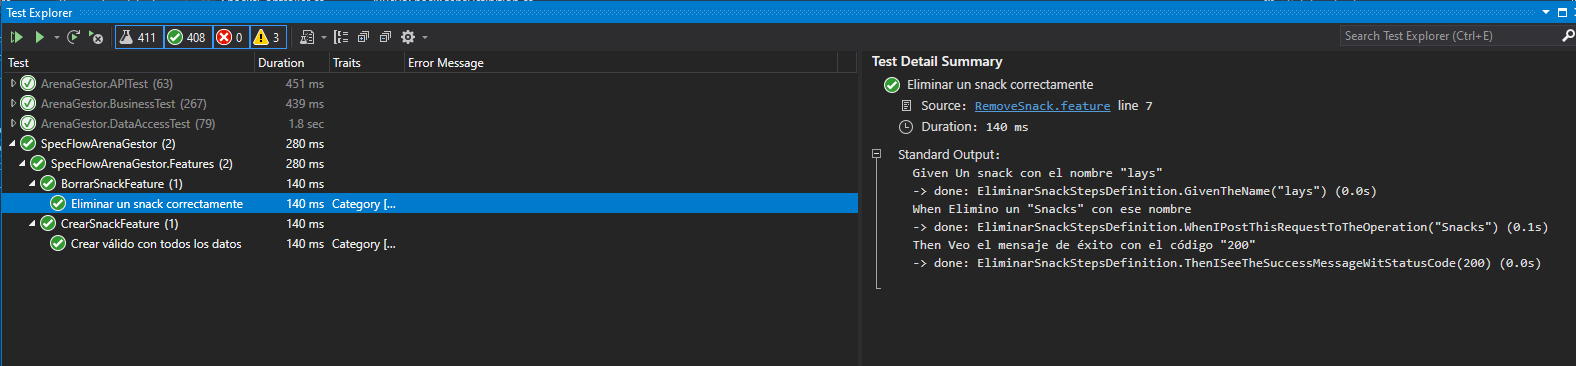 Test Explorer
411 408 0 3
Search Test Explorer (Ctrl+E)
Test Duration Traits Error Message
ArenaGestor.APITest (63) 451 ms
ArenaGestor.BusinessTest (267) 439 ms
ArenaGestor.DataAccessTest (79) 1.8 sec
SpecFlowArenaGestor (2) 280 ms
SpecFlowArenaGestor.Features (2) 280 ms
BorrarSnackFeature (1) 140 ms
Eliminar un snack correctamente 140 ms Category [...
CrearSnackFeature (1) 140 ms
Crear válido con todos los datos 140 ms Category [...
Test Detail Summary
Eliminar un snack correctamente
Source: RemoveSnack.feature line 7
Duration: 140 ms
Standard Output:
Given Un snack con el nombre "lays"
-> done: EliminarSnackStepsDefinition.GivenTheName("lays") (0.0s)
When Elimino un "Snacks" con ese nombre
-> done: EliminarSnackStepsDefinition.WhenIPostThisRequestToTheOperation("Snacks") (0.1s)
Then Veo el mensaje de éxito con el código "200"
-> done: EliminarSnackStepsDefinition.ThenISeeTheSuccessMessageWitStatusCode(200) (0.0s)